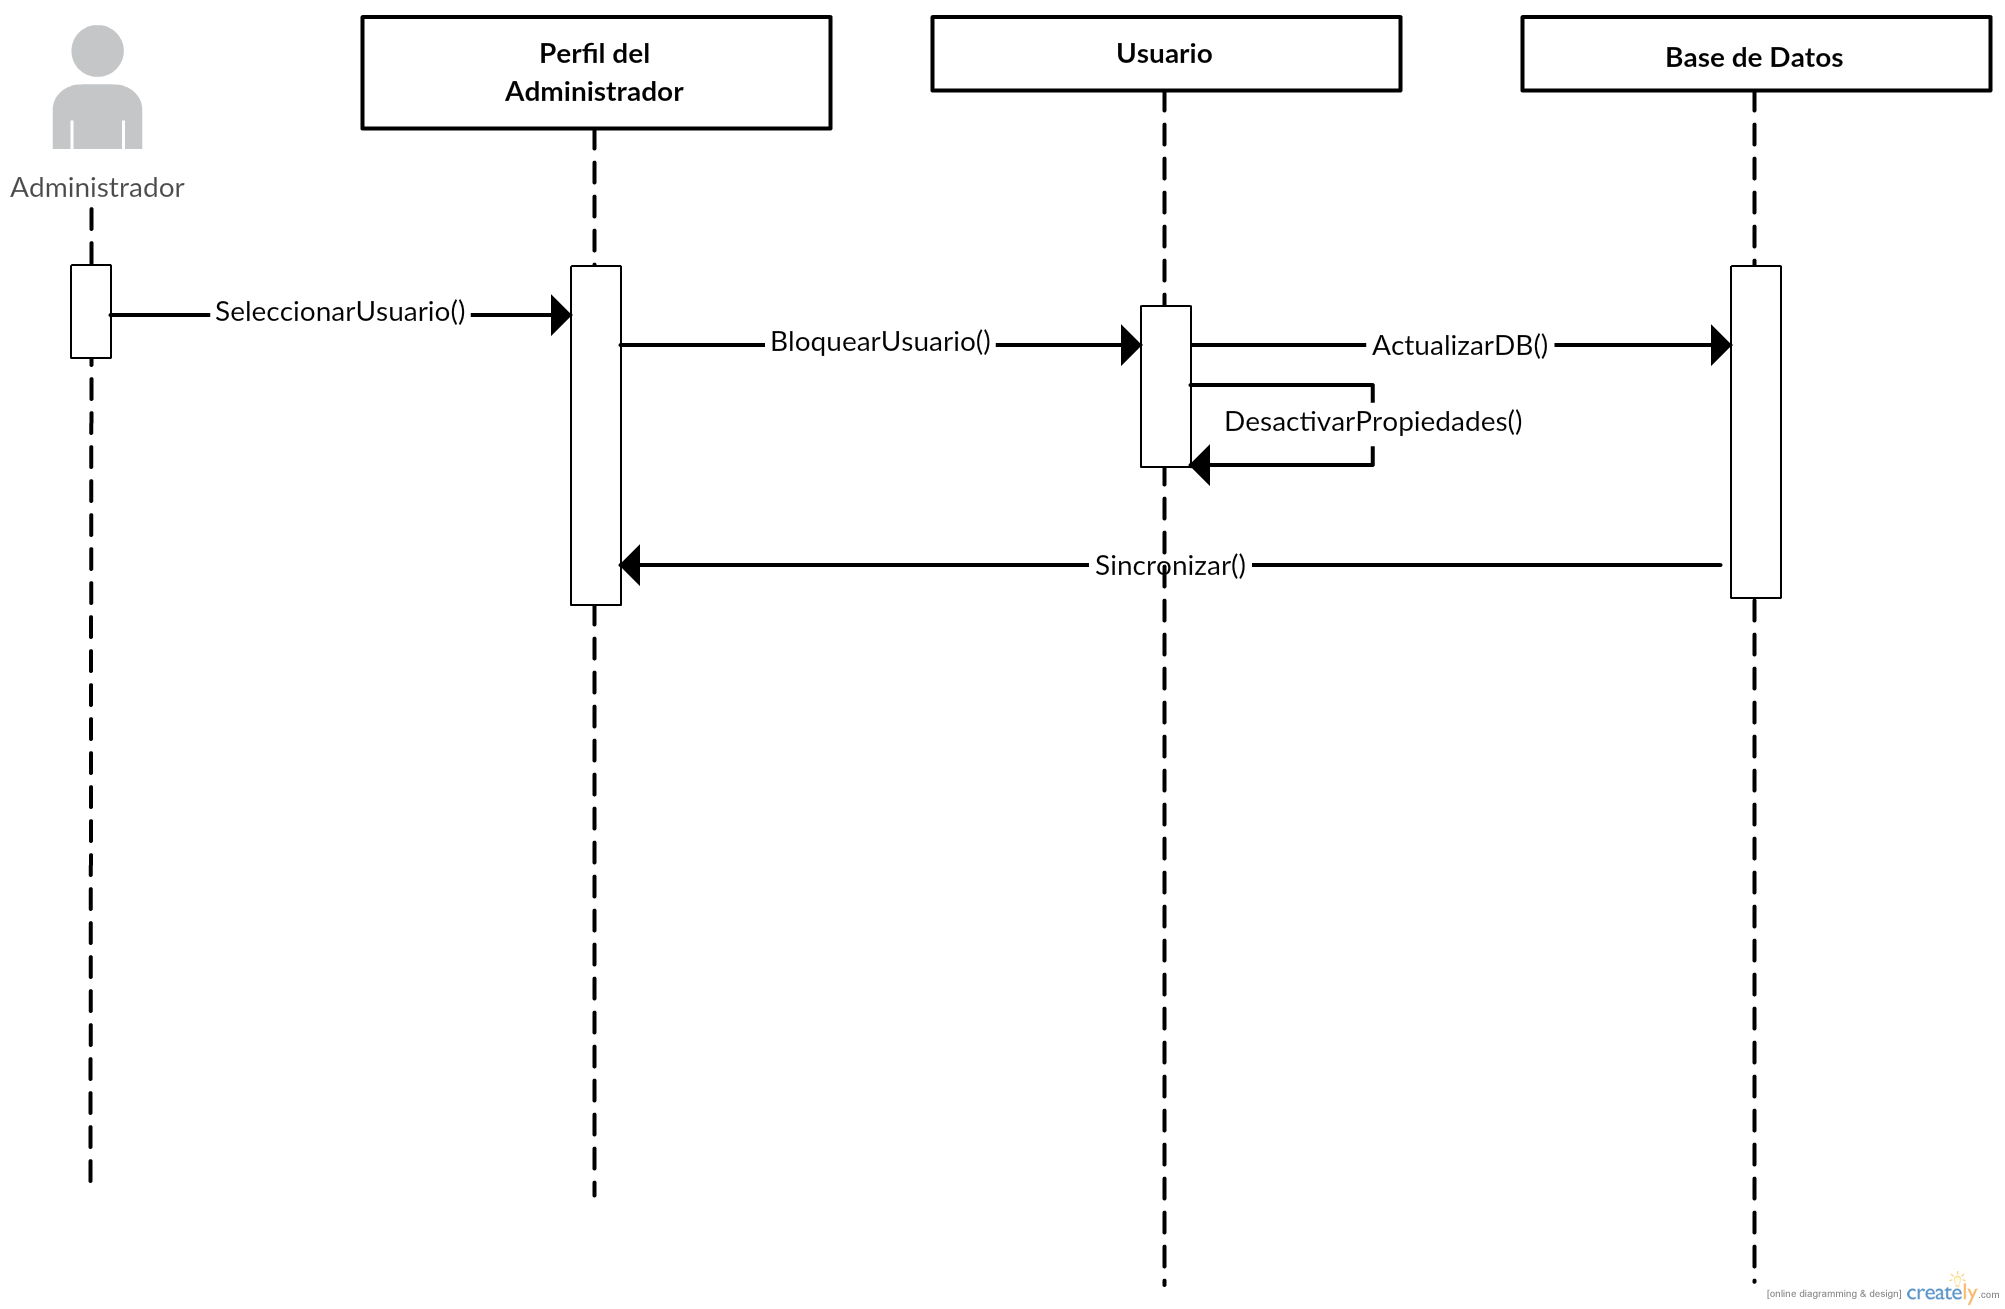 Perfil del
Administrador
Usuario
Base de Datos
Administrador
SeleccionarUsuario()
BloquearUsuario()
ActualizarDB()
DesactivarPropiedades()
Sincronizar()
[online diagramming & design] creately.com